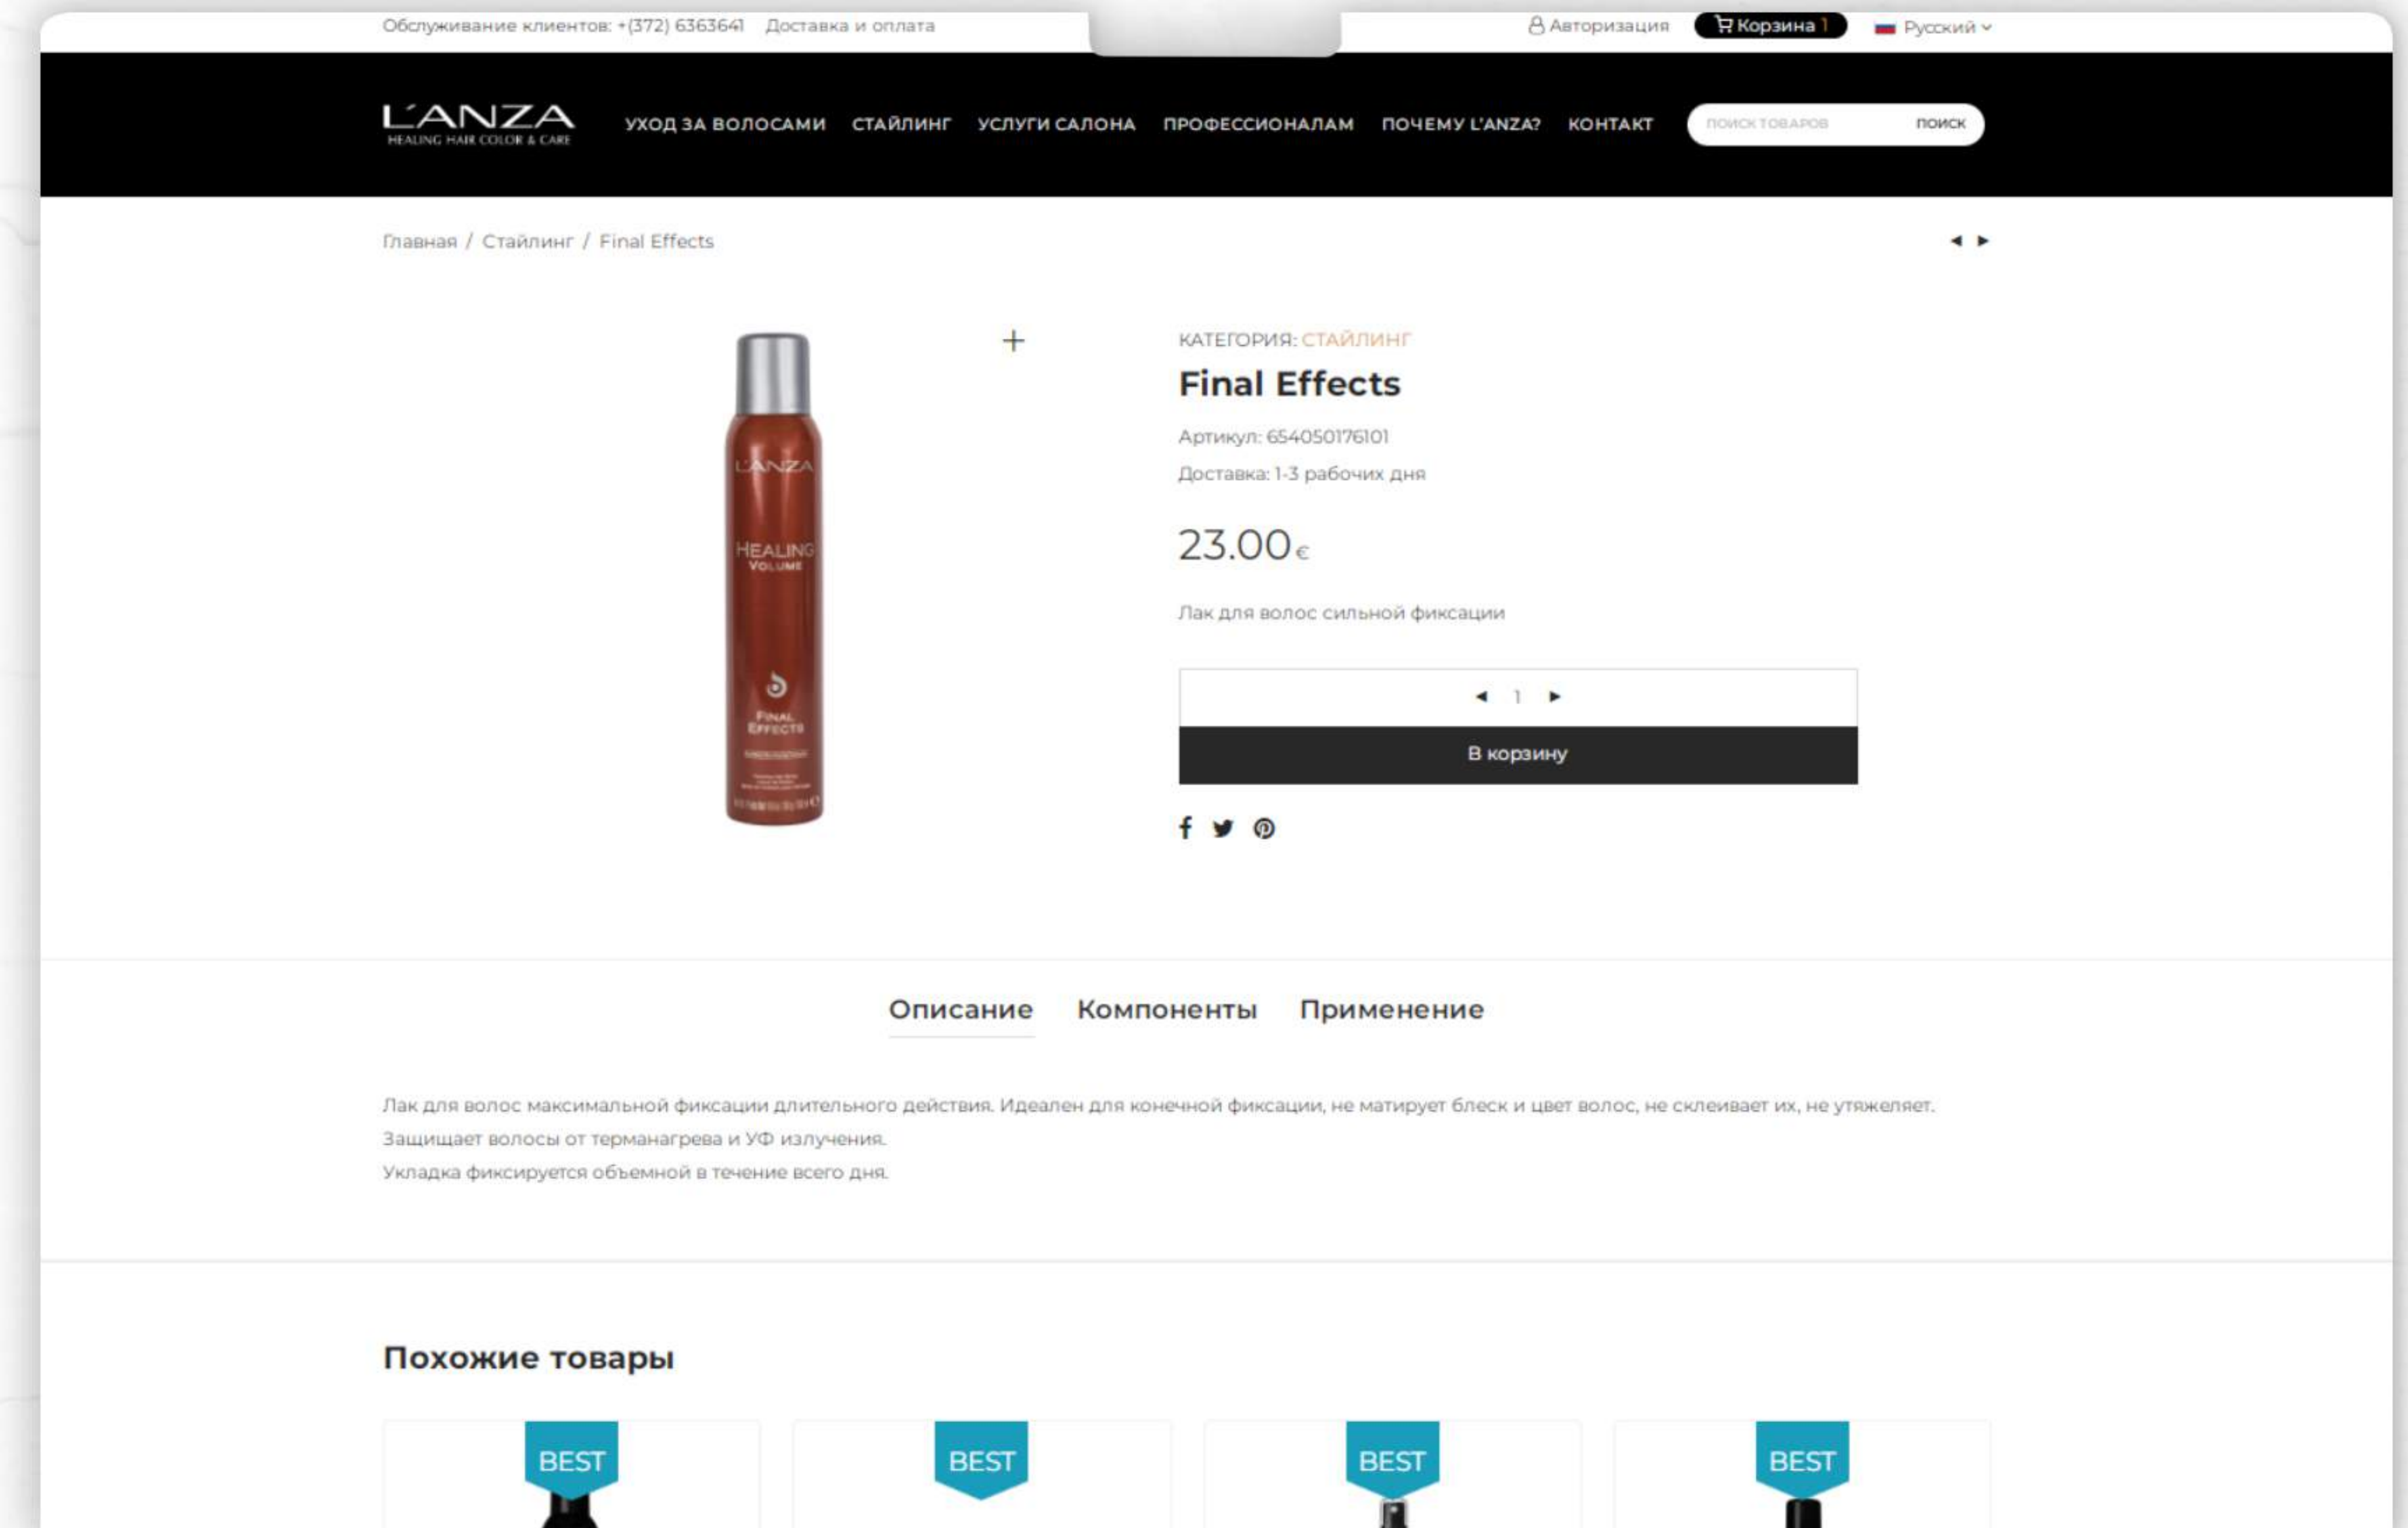 Обслуживание клиентов: +(372) 6363641 Доставка и оплата Авторизация Корзина 1 Русский
L'ANZA
HEALING HAIR COLOR & CARE
УХОД ЗА ВОЛОСАМИ СТАЙЛИНГ УСЛУГИ САЛОНА ПРОФЕССИОНАЛАМ ПОЧЕМУ L'ANZA? КОНТАКТ ПОИСК ТОВАРОВ ПОИСК
Главная / Стайлинг / Final Effects
КАТЕГОРИЯ: СТАЙЛИНГ
Final Effects
Артикул: 654050176101
Доставка: 1-3 рабочих дня
23.00 €
Лак для волос сильной фиксации
1
В корзину
L'ANZA
HEALING
VOLUME
FINAL
EFFECTS
Описание Компоненты Применение
Лак для волос максимальной фиксации длительного действия. Идеален для конечной фиксации, не матирует блеск и цвет волос, не склеивает их, не утяжеляет.
Защищает волосы от терманагрева и УФ излучения.
Укладка фиксируется объемной в течение всего дня.
Похожие товары
BEST BEST BEST BEST